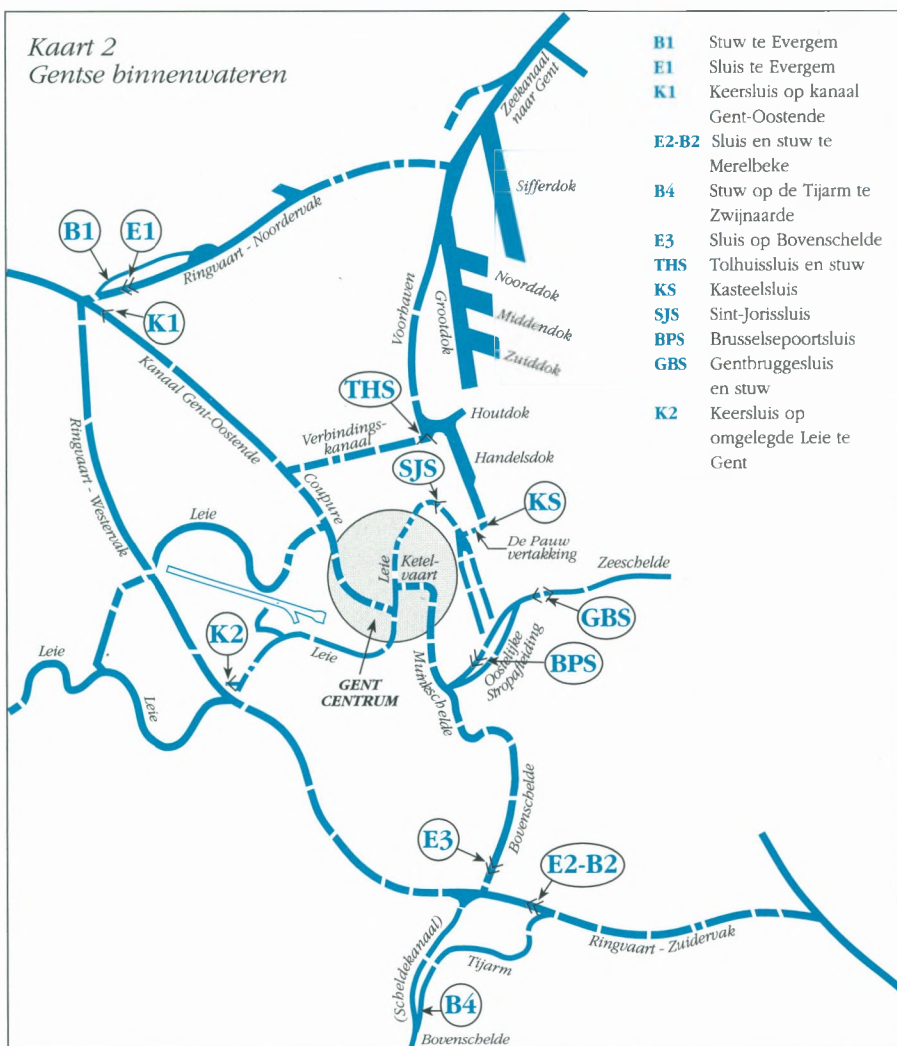 Kaart 2
Gentse binnenwateren
B1 Stuw te Evergem
E1 Sluis te Evergem
K1 Keersluis op kanaal
Gent-Oostende
E2-B2 Sluis en stuw te
Merelbeke
B4 Stuw op de Tijarm te
Zwijnaarde
E3 Sluis op Bovenschelde
THS Tolhuissluis en stuw
KS Kasteelsluis
SJS Sint-Jorissluis
BPS Brusselsepoortsluis
GBS Gentbruggesluis
en stuw
K2 Keersluis op
omgelegde Leie te
Gent
Zeekanaal
naar Gent
Sifferdok
B1
E1
Ringvaart - Noordervak
Noorddok
Voorhaven
Grootdok
Middendok
K1
Zuiddok
Kanaal Gent-Oostende
THS
Houtdok
Verbindings-
kanaal
Ringvaart - Westervak
SJS
Handelsdok
Coupure
KS
Leie
De Pauw
vertakking
Leie
Ketel-
vaart
Zeeschelde
GBS
K2
BPS
Leie
Leie
Oostelijke
Stropafleiding
GENT
CENTRUM
Muinkschelde
Leie
Bovenschelde
E3
E2-B2
Ringvaart - Zuidervak
(Scheldekanaal)
Tijarm
B4
Bovenschelde